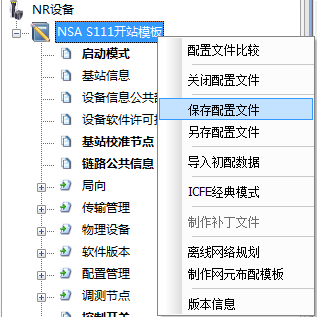 NR设备
NSA S111开站模板
启动模式
基站信息
设备信息公共
设备软件许可
基站校准节点
链路公共信息
局向
传输管理
物理设备
软件版本
配置管理
调测节点
控制开关
配置文件比较
关闭配置文件
保存配置文件
另存配置文件
导入初配数据
ICFE经典模式
制作补丁文件
离线网络规划
制作网元布配模板
版本信息